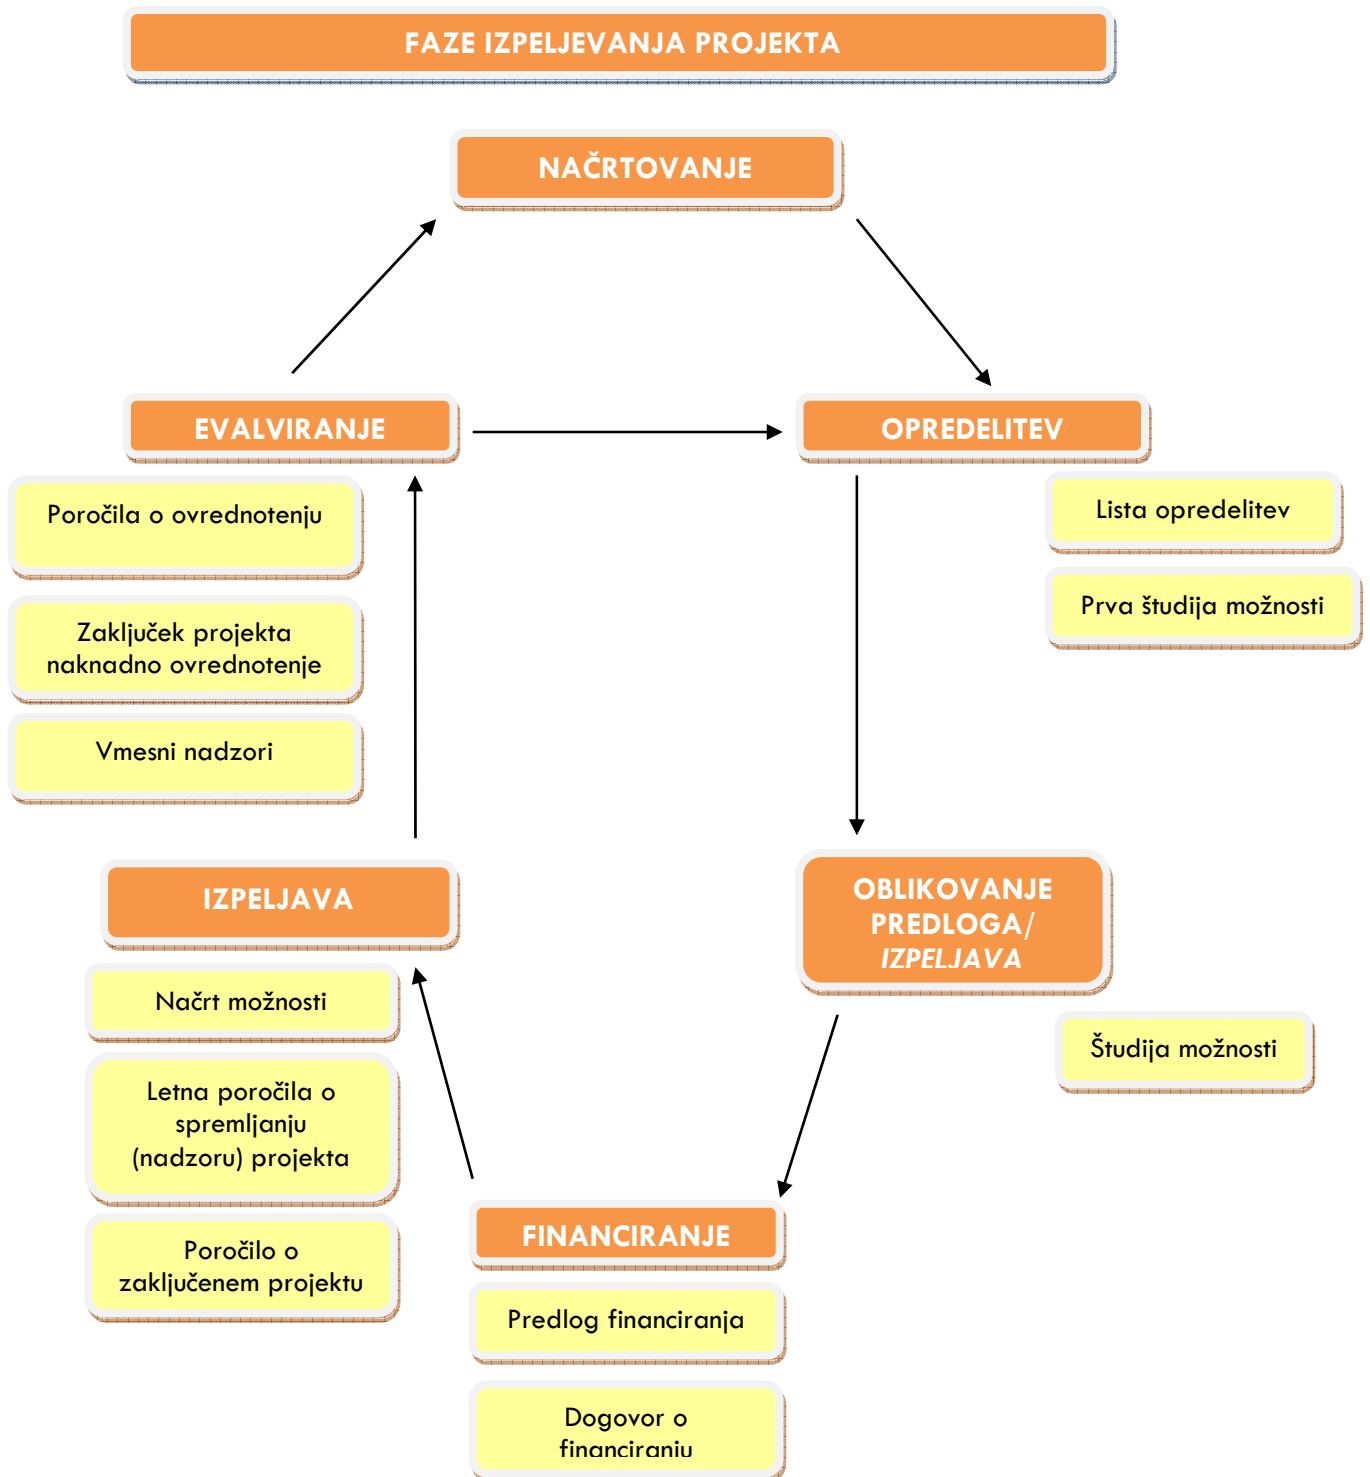 FAZE IZPELJEVANJA PROJEKTA
NAČRTOVANJE
EVALVIRANJE
OPREDELITEV
Poročila o ovrednotenju
Lista opredelitev
Prva študija možnosti
Zaključek projekta
naknadno ovrednotenje
Vmesni nadzori
IZPELJAVA
OBLIKOVANJE
PREDLOGA/
IZPELJAVA
Načrt možnosti
Študija možnosti
Letna poročila o
spremljanju
(nadzoru) projekta
Poročilo o
zaključenem projektu
FINANCIRANJE
Predlog financiranja
Dogovor o
financiranju